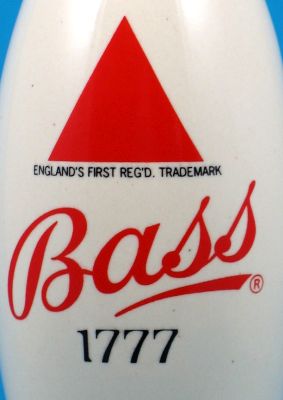 ENGLAND'S FIRST REG'D. TRADEMARK
Bass ®
1777